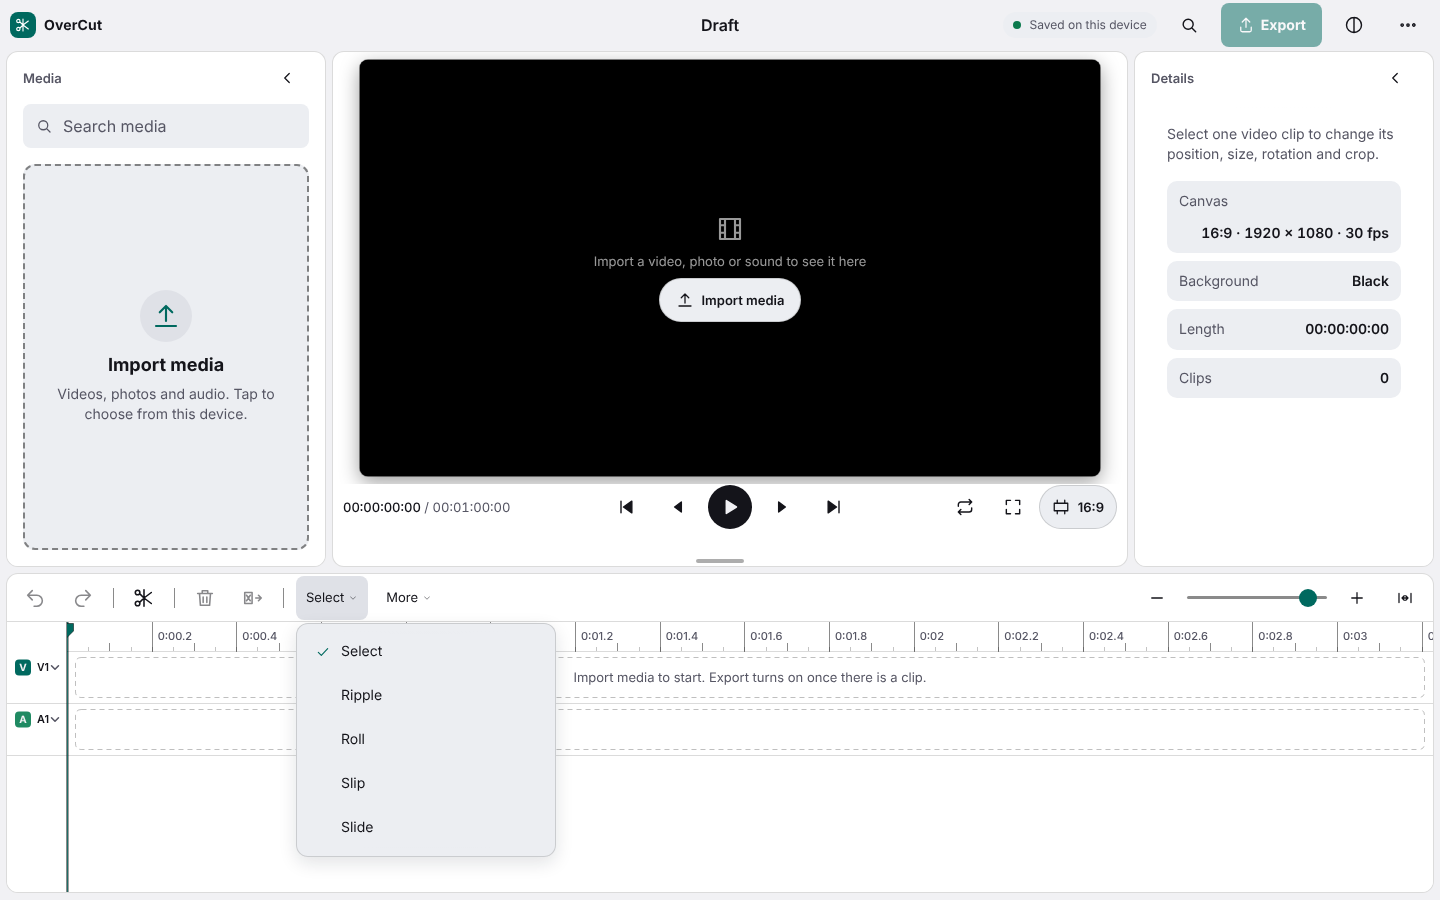 OverCut
Draft
Saved on this device
Export
Media
Search media
Import media
Videos, photos and audio. Tap to
choose from this device.
Import a video, photo or sound to see it here
Import media
00:00:00:00 / 00:01:00:00
16:9
Details
Select one video clip to change its
position, size, rotation and crop.
Canvas
16:9 · 1920 × 1080 · 30 fps
Background Black
Length 00:00:00:00
Clips 0
Select More
0:00.2 0:00.4 0:01.2 0:01.4 0:01.6 0:01.8 0:02 0:02.2 0:02.4 0:02.6 0:02.8 0:03
V V1
Import media to start. Export turns on once there is a clip.
A A1
Select
Ripple
Roll
Slip
Slide